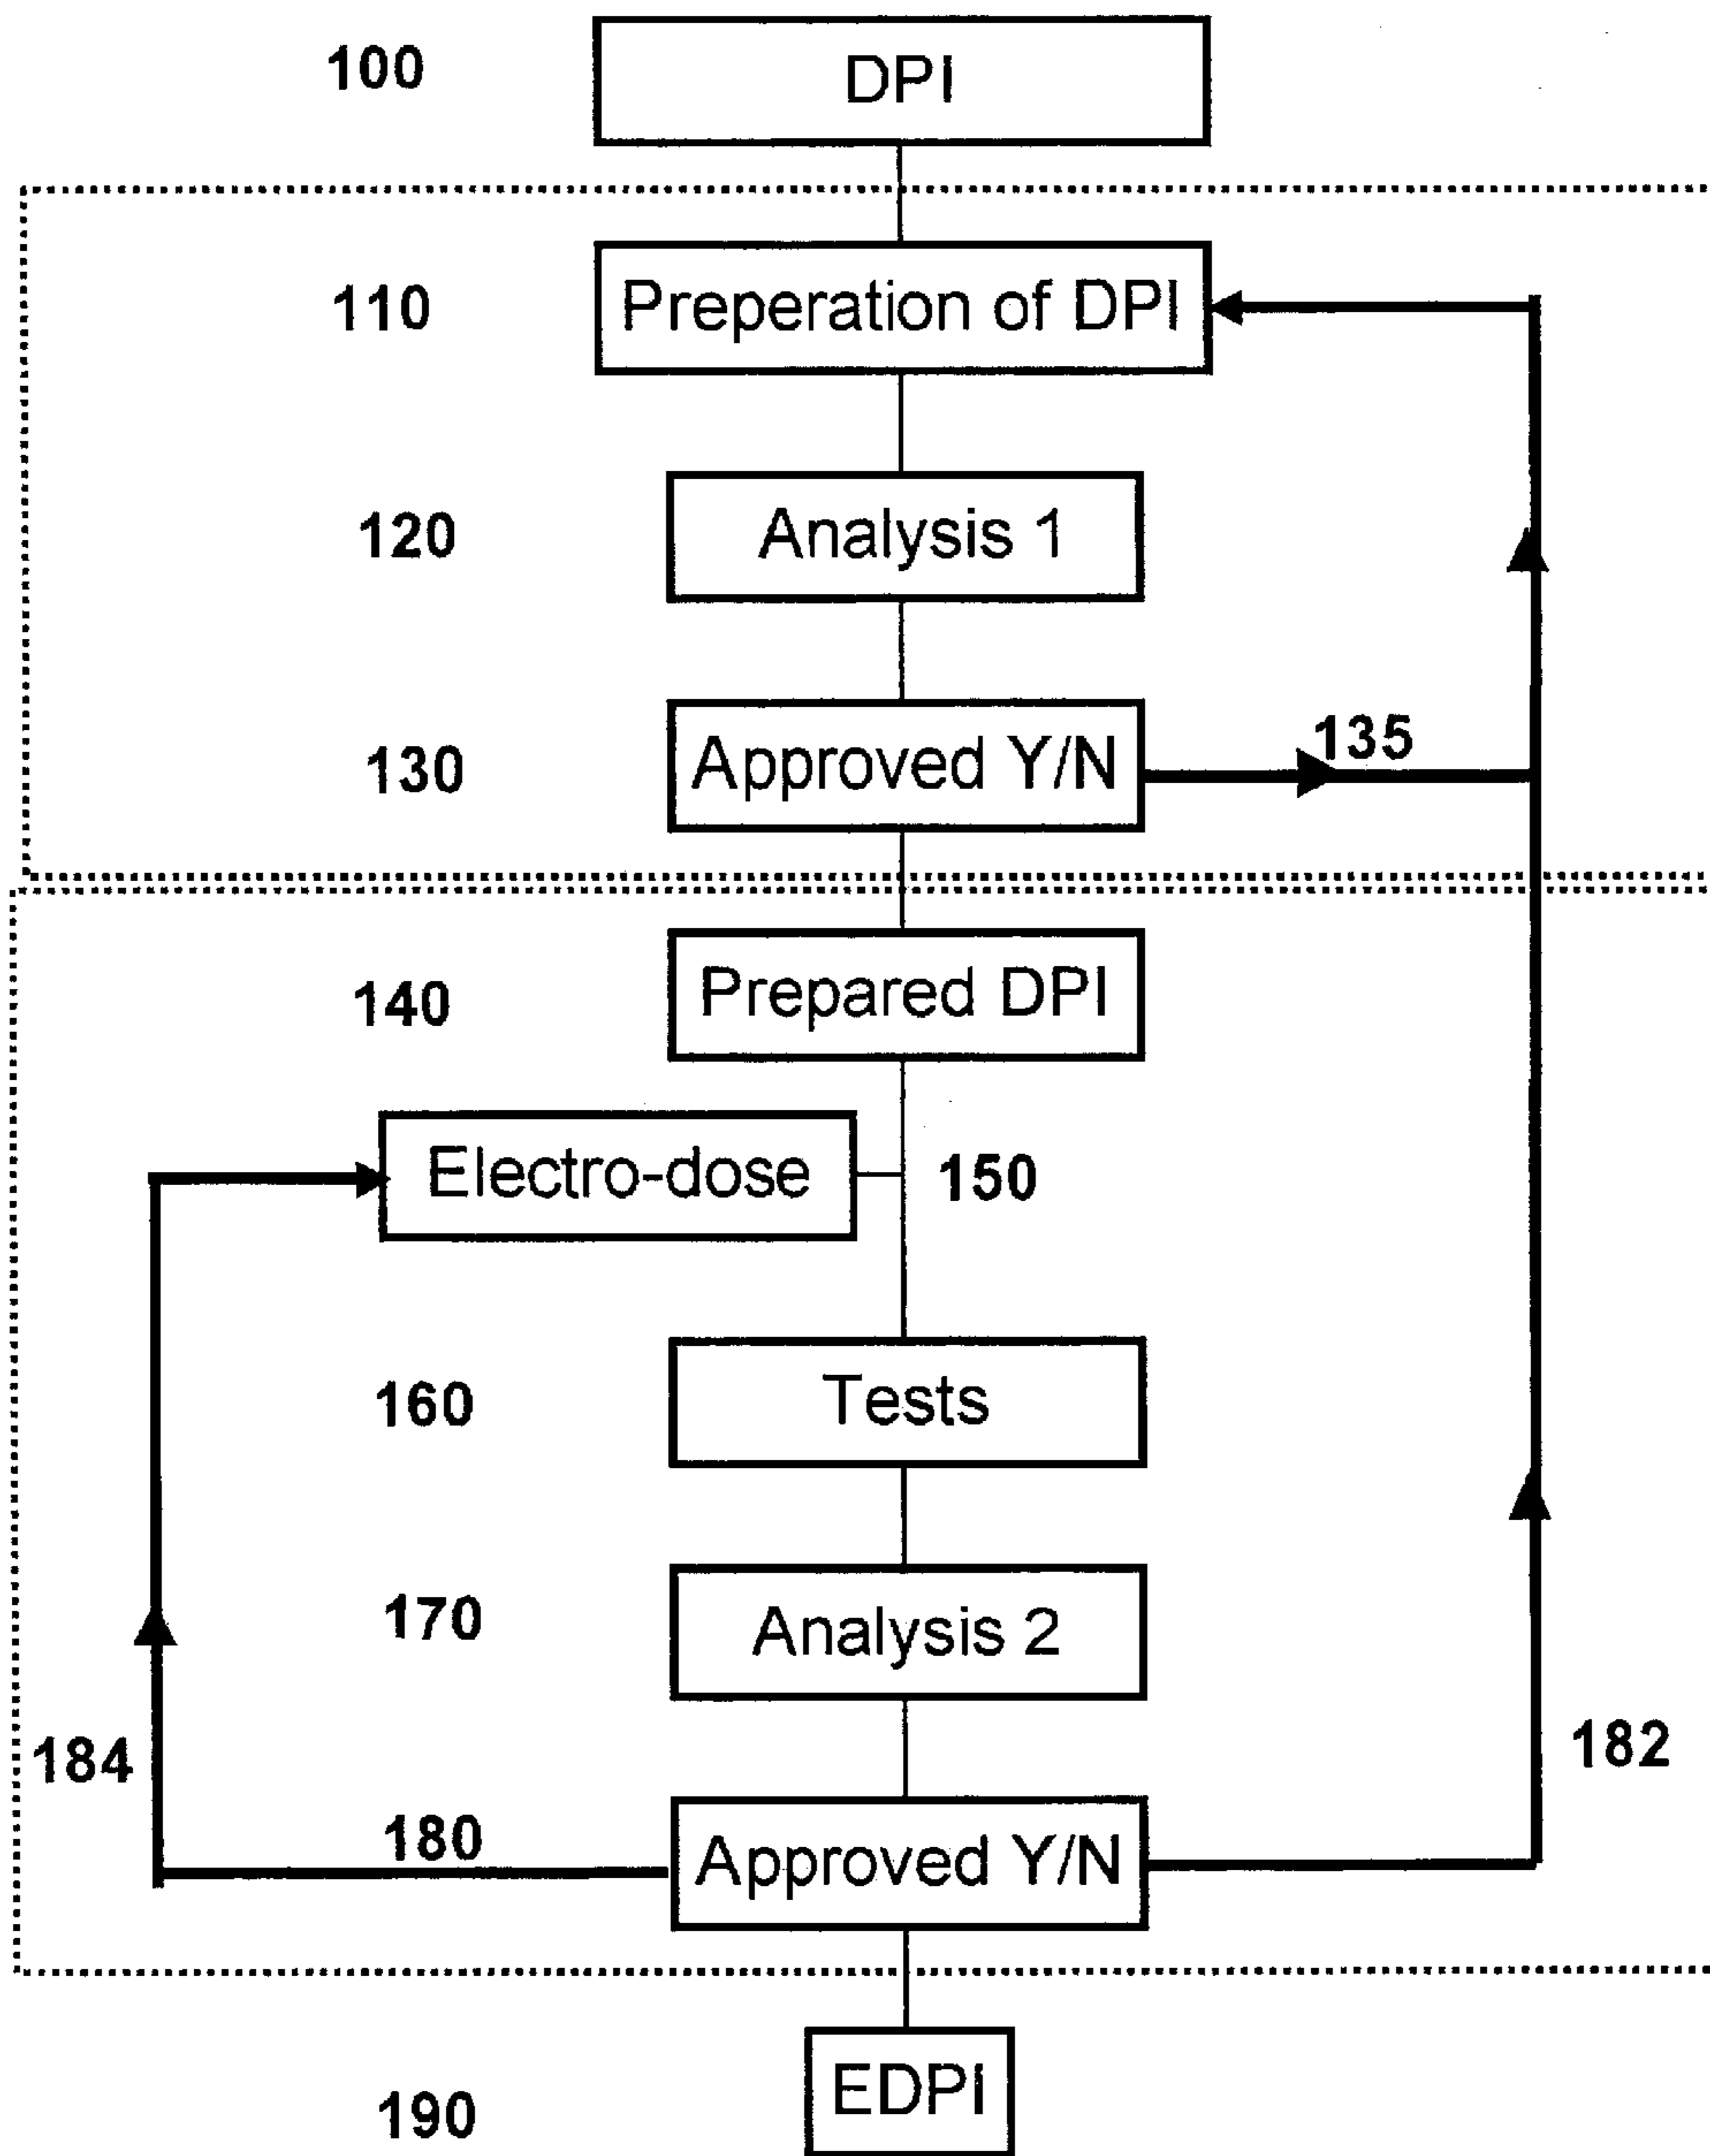 100 DPI
110 Preperation of DPI
120 Analysis 1
130 Approved Y/N 135
140 Prepared DPI
Electro-dose 150
160 Tests
170 Analysis 2
184 182
180 Approved Y/N
190 EDPI